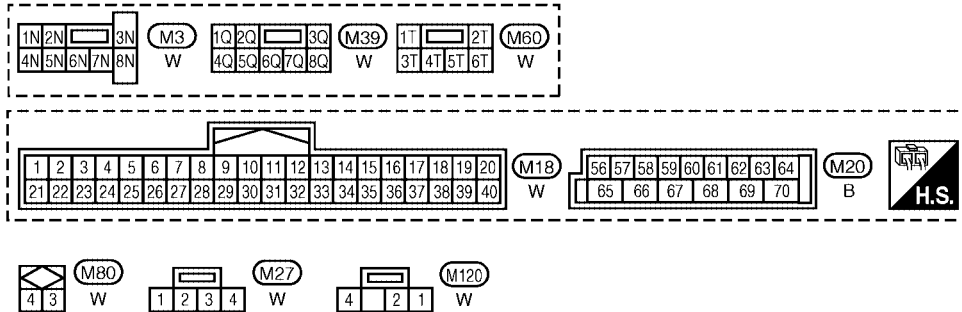 1N 2N 3N M3 1Q 2Q 3Q M39 1T 2T M60
4N 5N 6N 7N 8N W 4Q 5Q 6Q 7Q 8Q W 3T 4T 5T 6T W
1 2 3 4 5 6 7 8 9 10 11 12 13 14 15 16 17 18 19 20 M18 56 57 58 59 60 61 62 63 64 M20
21 22 23 24 25 26 27 28 29 30 31 32 33 34 35 36 37 38 39 40 W 65 66 67 68 69 70 B H.S.
M80 M27 M120
4 3 W 1 2 3 4 W 4 2 1 W